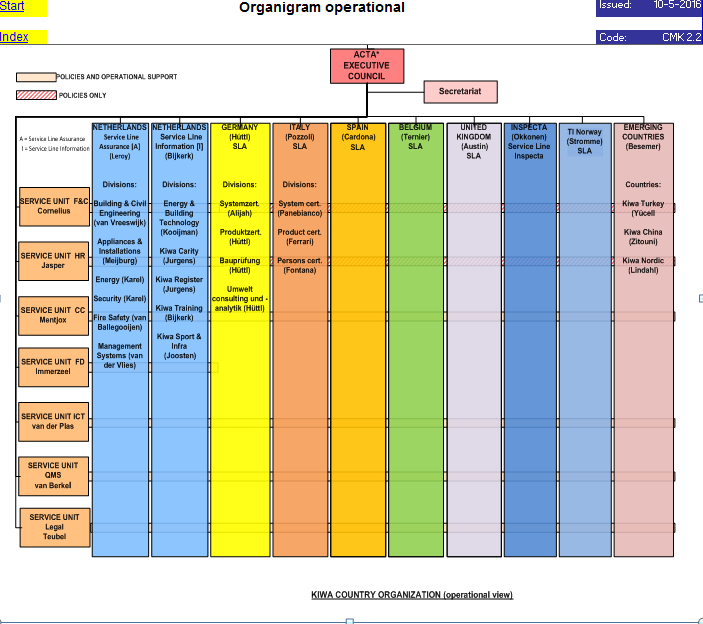 Start
Organigram operational
Issued: 10-5-2016
Index
Code: CMK 2.2
ACTA*
EXECUTIVE
COUNCIL
POLICIES AND OPERATIONAL SUPPORT
POLICIES ONLY
Secretariat
A = Service Line Assurance
I = Service Line Information
NETHERLANDS
Service Line
Assurance [A]
(Leroy)
Divisions:
Building & Civil
Engineering
(van Vreeswijk)
Appliances &
Installations
(Meijburg)
Energy (Karel)
Security (Karel)
Fire Safety (van
Ballegooijen)
Management
Systems (van
der Vlies)
NETHERLANDS
Service Line
Information [I]
(Bijkerk)
Divisions:
Energy &
Building
Technology
(Kooijman)
Kiwa Carity
(Jurgens)
Kiwa Register
(Jurgens)
Kiwa Training
(Bijkerk)
Kiwa Sport &
Infra
(Joosten)
GERMANY
(Hüttl)
SLA
Divisions:
Systemzert.
(Alijah)
Produktzert.
(Hüttl)
Bauprüfung
(Hüttl)
Umwelt
consulting und -
analytik (Hüttl)
ITALY
(Pozzoli)
SLA
Divisions:
System cert.
(Panebianco)
Product cert.
(Ferrari)
Persons cert.
(Fontana)
SPAIN
(Cardona)
SLA
BELGIUM
(Ternier)
SLA
UNITED
KINGDOM
(Austin)
SLA
INSPECTA
(Okkonen)
Service Line
Inspecta
TI Norway
(Stromme)
SLA
EMERGING
COUNTRIES
(Besemer)
Countries:
Kiwa Turkey
(Yücell
Kiwa China
(Zitouni)
Kiwa Nordic
(Lindahl)
SERVICE UNIT F&C
Cornelius
SERVICE UNIT HR
Jasper
SERVICE UNIT CC
Mentjox
SERVICE UNIT FD
Immerzeel
SERVICE UNIT ICT
van der Plas
SERVICE UNIT
QMS
van Berkel
SERVICE UNIT
Legal
Teubel
KIWA COUNTRY ORGANIZATION (operational view)